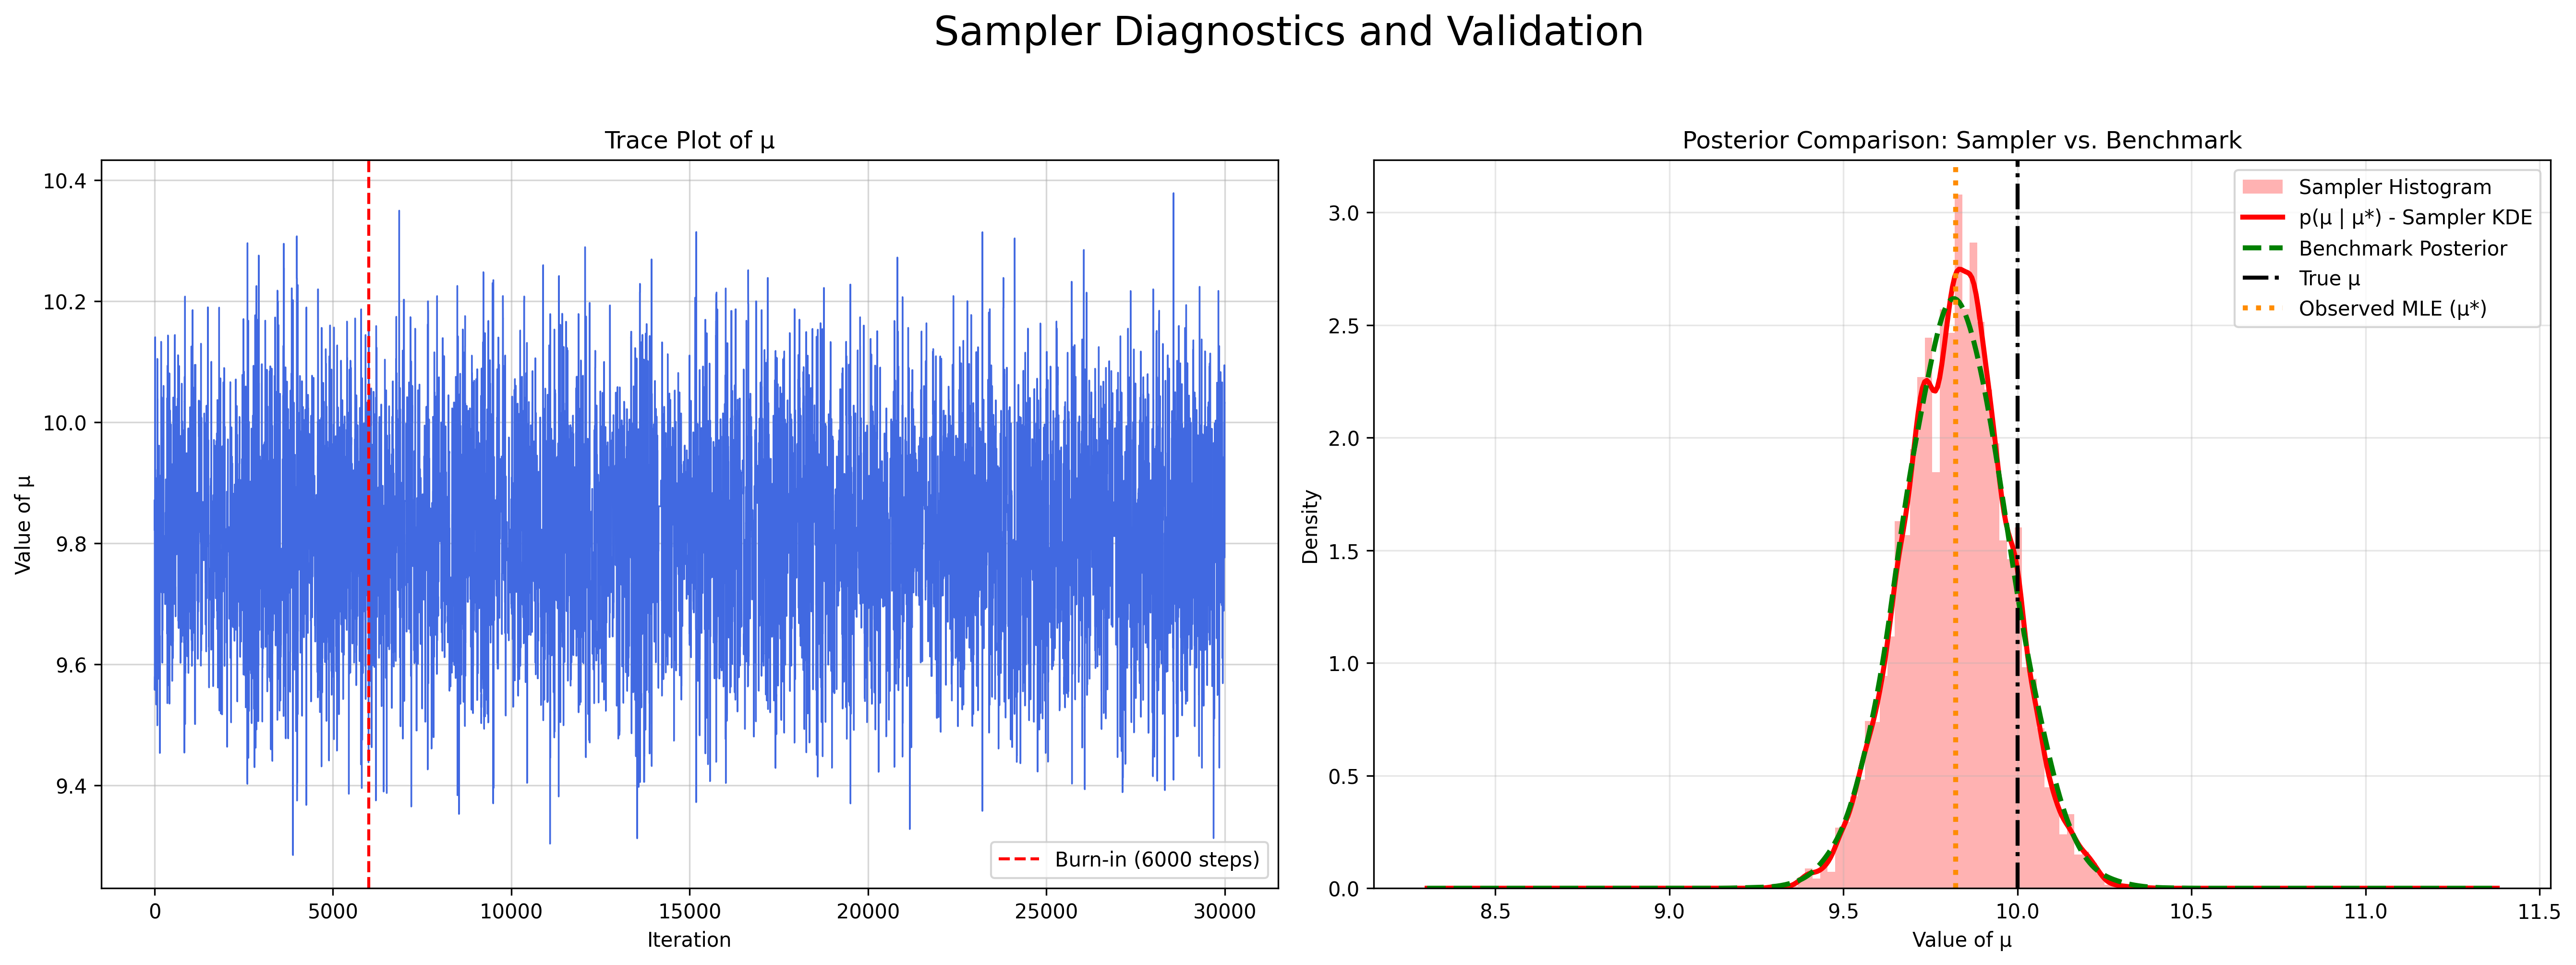 Sampler Diagnostics and Validation
Trace Plot of μ
10.4
10.2
10.0
9.8
9.6
9.4
Value of μ
0
5000
10000
15000
20000
25000
30000
Iteration
Burn-in (6000 steps)
Posterior Comparison: Sampler vs. Benchmark
3.0
2.5
2.0
1.5
1.0
0.5
0.0
Density
8.5
9.0
9.5
10.0
10.5
11.0
11.5
Value of μ
Sampler Histogram
p(μ | μ*) - Sampler KDE
Benchmark Posterior
True μ
Observed MLE (μ*)